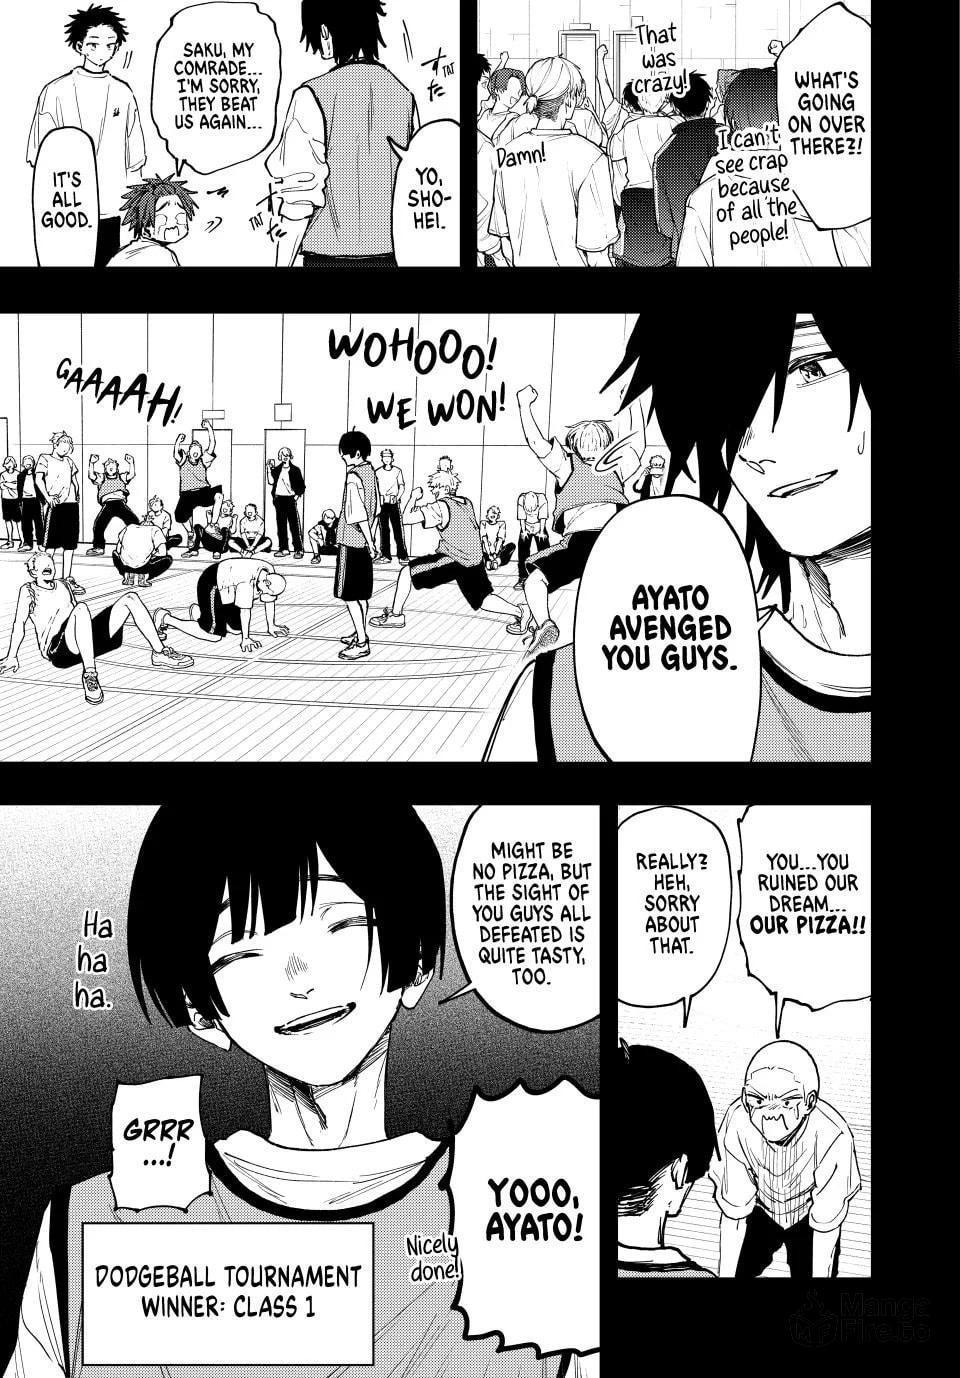 WHAT'S
GOING
ON OVER
THERE?!
That
was
crazy!
I can't
see crap
because
of all the
people!
Damn!
YO,
SHO-
HEI.
TAT
TAT
SAKU, MY
COMRADE...
I'M SORRY,
THEY BEAT
US AGAIN...
IT'S
ALL
GOOD.
WOHOOO!
WE WON!
GAAAAH!
AYATO
AVENGED
YOU GUYS.
YOU...YOU
RUINED OUR
DREAM...
OUR PIZZA!!
REALLY?
HEH,
SORRY
ABOUT
THAT.
MIGHT BE
NO PIZZA, BUT
THE SIGHT OF
YOU GUYS ALL
DEFEATED IS
QUITE TASTY,
TOO.
Ha
ha
ha.
YOOO,
AYATO!
Nicely
done!
GRRR
...!
DODGEBALL TOURNAMENT
WINNER: CLASS 1
Manga
Fire.to